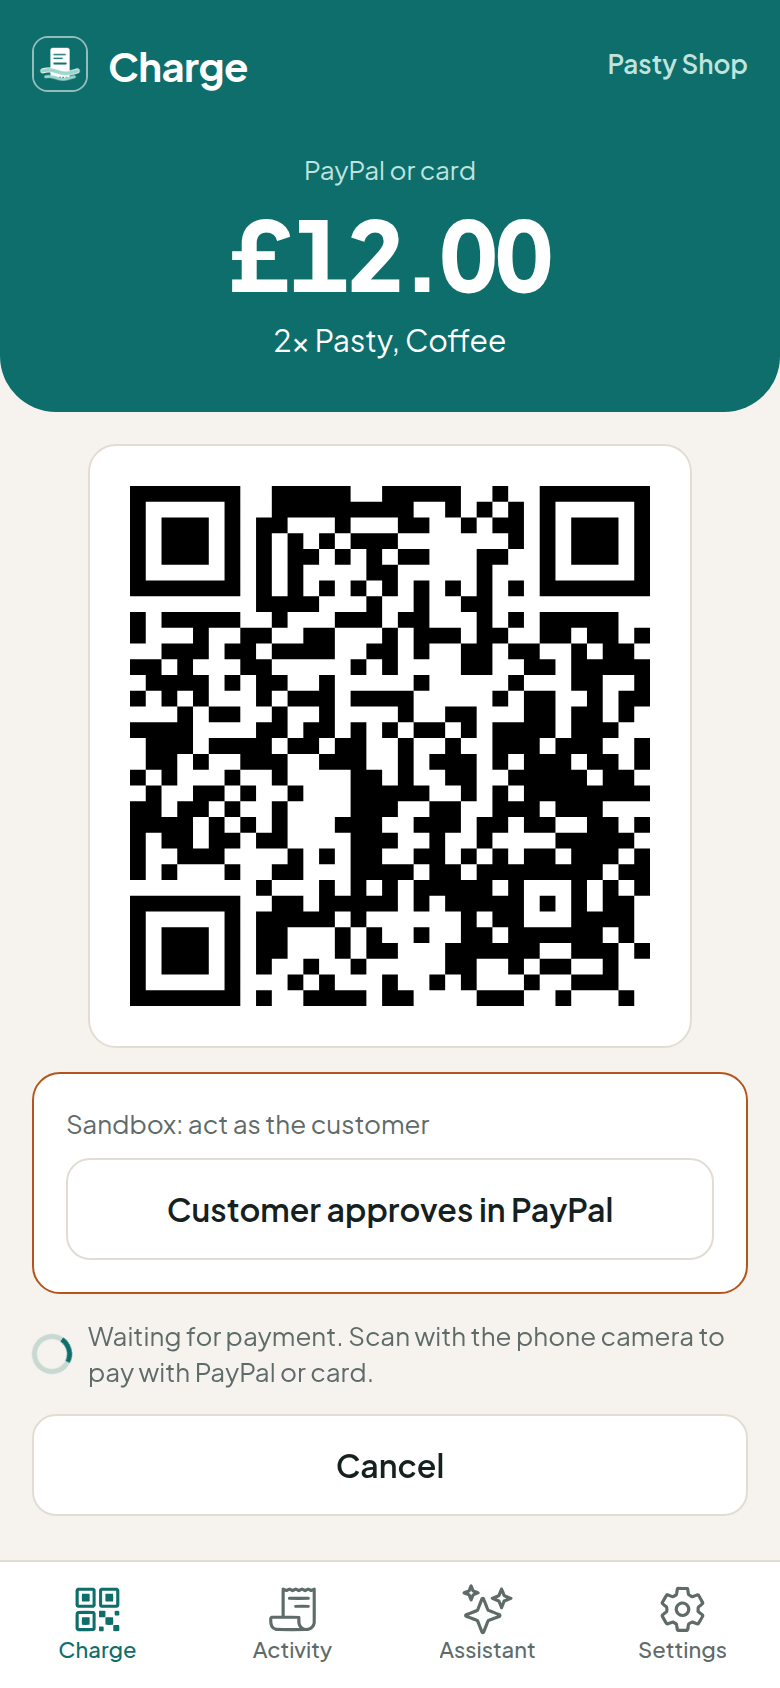 Charge
Pasty Shop
PayPal or card
£12.00
2× Pasty, Coffee
Sandbox: act as the customer
Customer approves in PayPal
Waiting for payment. Scan with the phone camera to
pay with PayPal or card.
Cancel
Charge
Activity
Assistant
Settings